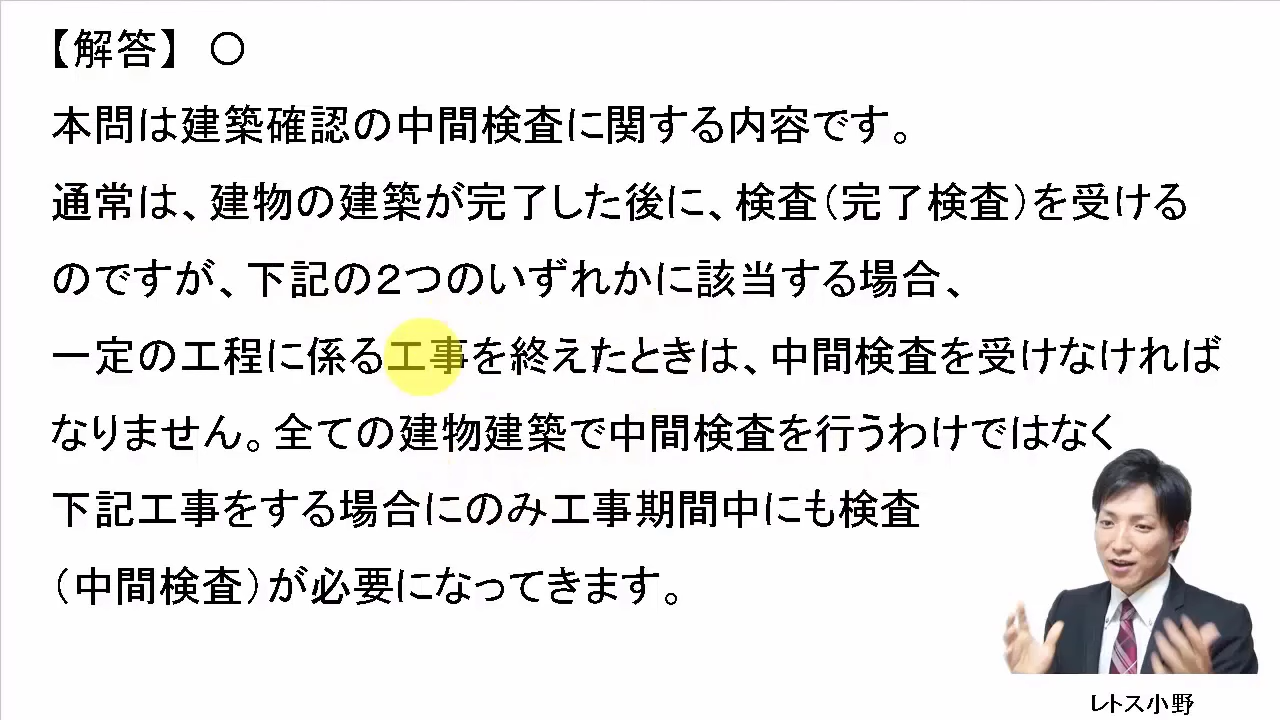 【解答】 〇
本問は建築確認の中間検査に関する内容です。
通常は、建物の建築が完了した後に、検査（完了検査）を受ける
のですが、下記の２つのいずれかに該当する場合、
一定の工程に係る工事を終えたときは、中間検査を受けなければ
なりません。全ての建物建築で中間検査を行うわけではなく
下記工事をする場合にのみ工事期間中にも検査
（中間検査）が必要になってきます。
レトス小野